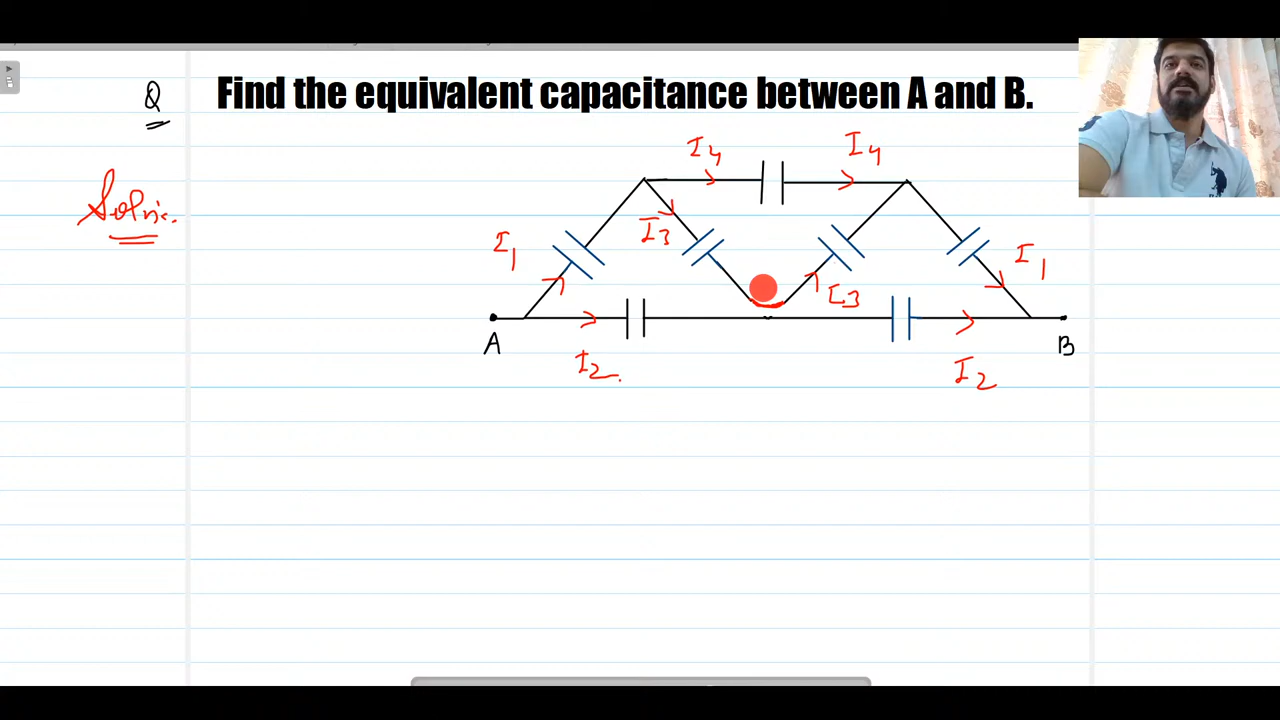 Q
Find the equivalent capacitance between A and B.
Soln:.
I4
I4
I3
I1
I1
I3
A
I2.
I2
B